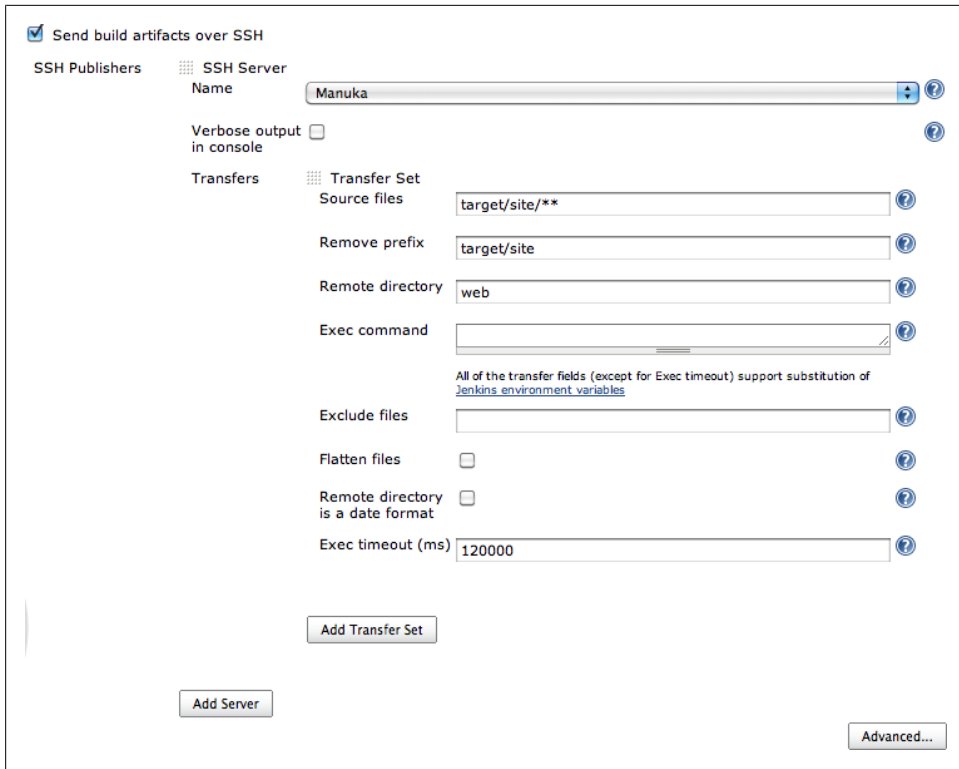 Send build artifacts over SSH
SSH Publishers
SSH Server
Name
Manuka
Verbose output
in console
Transfers
Transfer Set
Source files
target/site/**
Remove prefix
target/site
Remote directory
web
Exec command
All of the transfer fields (except for Exec timeout) support substitution of
Jenkins environment variables
Exclude files
Flatten files
Remote directory
is a date format
Exec timeout (ms)
120000
Add Transfer Set
Add Server
Advanced...